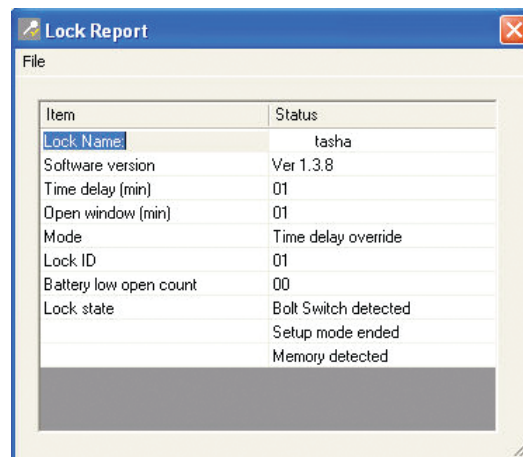 Lock Report
File
Item Status
Lock Name: tasha
Software version Ver 1.3.8
Time delay (min) 01
Open window (min) 01
Mode Time delay override
Lock ID 01
Battery low open count 00
Lock state Bolt Switch detected
Setup mode ended
Memory detected